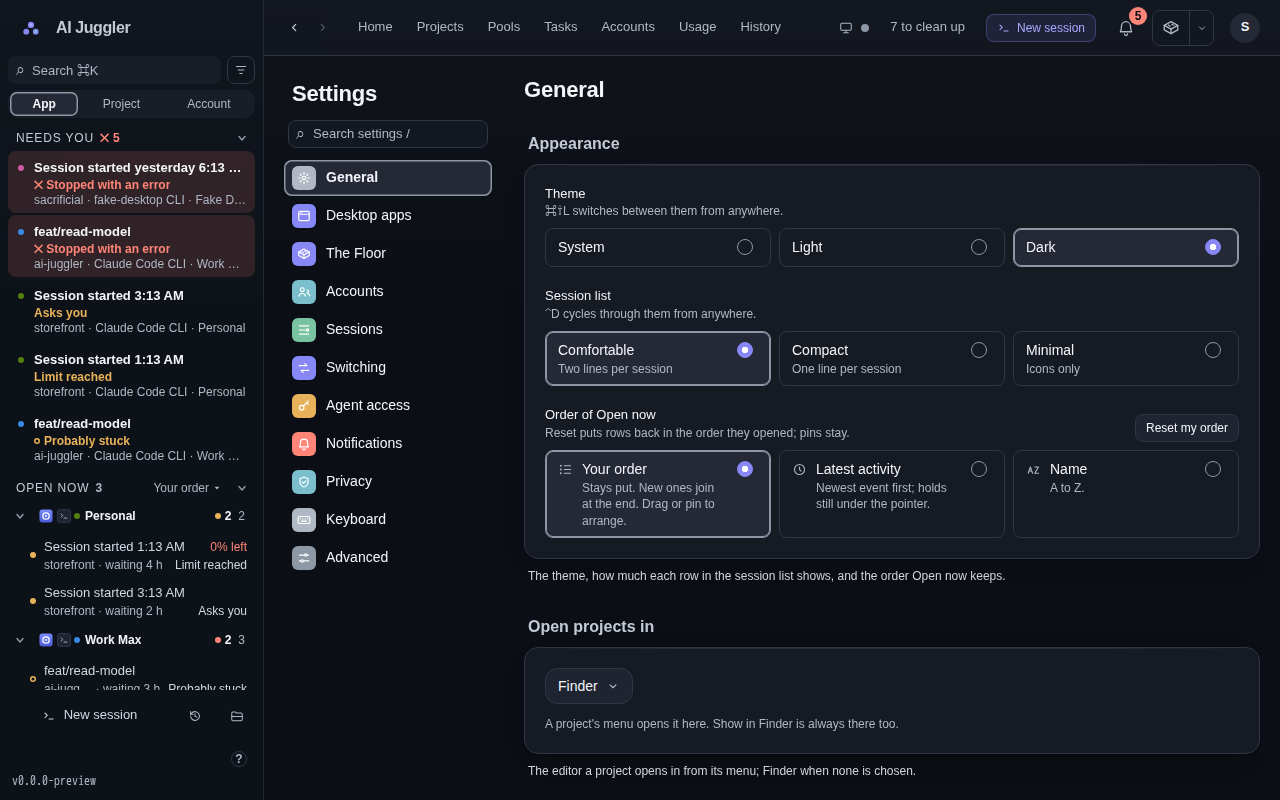 AI Juggler
Search ⌘K
App
Project
Account
NEEDS YOU
5
Session started yesterday 6:13 …
Stopped with an error
sacrificial · fake-desktop CLI · Fake D…
feat/read-model
Stopped with an error
ai-juggler · Claude Code CLI · Work …
Session started 3:13 AM
Asks you
storefront · Claude Code CLI · Personal
Session started 1:13 AM
Limit reached
storefront · Claude Code CLI · Personal
feat/read-model
Probably stuck
ai-juggler · Claude Code CLI · Work …
OPEN NOW 3
Your order
Personal
2 2
Session started 1:13 AM
0% left
storefront · waiting 4 h
Limit reached
Session started 3:13 AM
storefront · waiting 2 h
Asks you
Work Max
2 3
feat/read-model
ai-jugg… · waiting 3 h
Probably stuck
New session
?
v0.0.0-preview
Home
Projects
Pools
Tasks
Accounts
Usage
History
7 to clean up
New session
5
S
Settings
Search settings /
General
Desktop apps
The Floor
Accounts
Sessions
Switching
Agent access
Notifications
Privacy
Keyboard
Advanced
General
Appearance
Theme
⌘⇧L switches between them from anywhere.
System
Light
Dark
Session list
⌃D cycles through them from anywhere.
Comfortable
Two lines per session
Compact
One line per session
Minimal
Icons only
Order of Open now
Reset puts rows back in the order they opened; pins stay.
Reset my order
Your order
Stays put. New ones join
at the end. Drag or pin to
arrange.
Latest activity
Newest event first; holds
still under the pointer.
AZ
Name
A to Z.
The theme, how much each row in the session list shows, and the order Open now keeps.
Open projects in
Finder
A project's menu opens it here. Show in Finder is always there too.
The editor a project opens in from its menu; Finder when none is chosen.